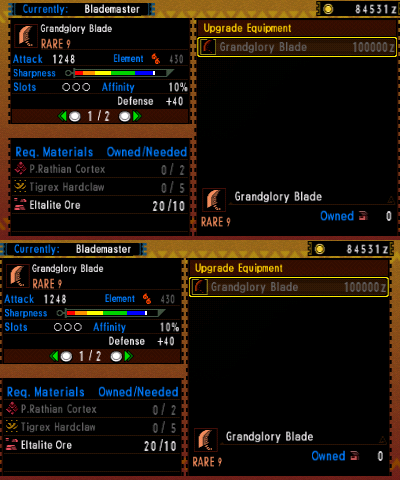 Currently: Blademaster
84531z
Grandglory Blade
RARE 9
Attack 1248 Element 430
Sharpness
Slots ○○○ Affinity 10%
Defense +40
1/2
Req. Materials Owned/Needed
P.Rathian Cortex 0/ 2
Tigrex Hardclaw 0/ 5
Eltalite Ore 20/10
Upgrade Equipment
Grandglory Blade 100000z
Grandglory Blade
RARE 9
Owned 0
Currently: Blademaster
84531z
Grandglory Blade
RARE 9
Attack 1248 Element 430
Sharpness
Slots ○○○ Affinity 10%
Defense +40
1/2
Req. Materials Owned/Needed
P.Rathian Cortex 0/ 2
Tigrex Hardclaw 0/ 5
Eltalite Ore 20/10
Upgrade Equipment
Grandglory Blade 100000z
Grandglory Blade
RARE 9
Owned 0